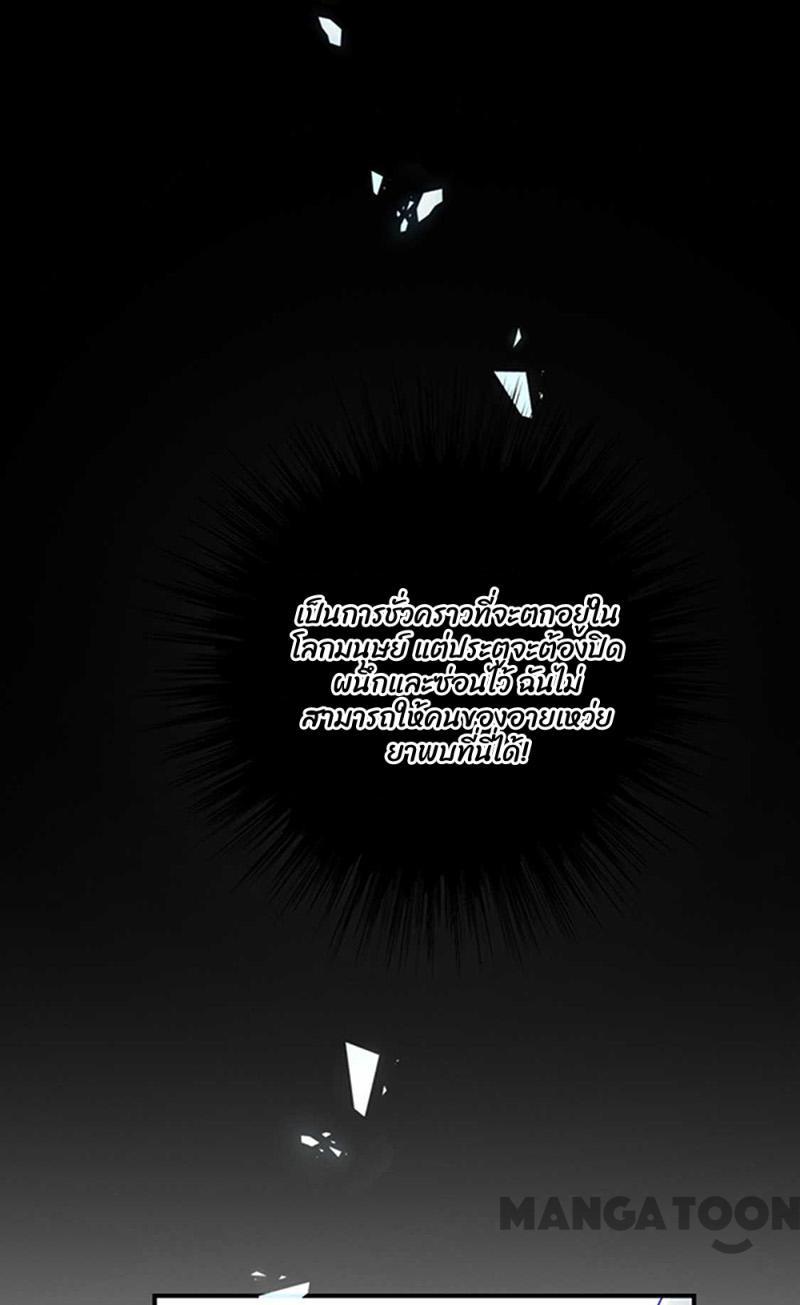 เป็นการชั่วคราวที่จะตกอยู่ใน
โลกมนุษย์ แต่ประตูจะต้องปิด
ผนึกและซ่อนไว้ ฉันไม่
สามารถให้คนของอายเหว่ย
ยาพบที่นี่ได้!
MANGATOON